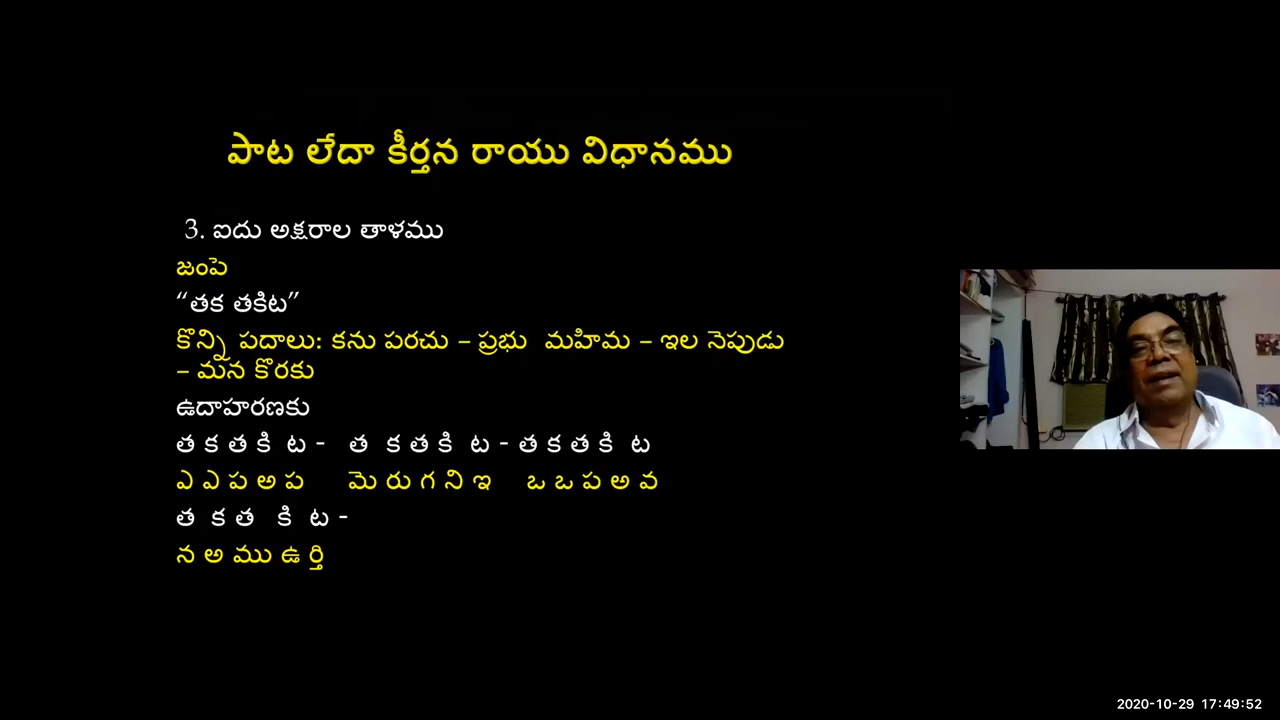 పాట లేదా కీర్తన రాయు విధానము
3. ఐదు అక్షరాల తాళము
జంపె
“తక తకిట”
కొన్ని పదాలు: కను పరచు – ప్రభు మహిమ – ఇల నెపుడు
– మన కొరకు
ఉదాహరణకు
త క త కి ట - త క త కి ట - త క త కి ట
ఎ ఎ ప అ ప మె రు గ ని ఇ ఒ ఒ ప అ వ
త క త కి ట -
న అ ము ఉ ర్తి
2020-10-29 17:49:52